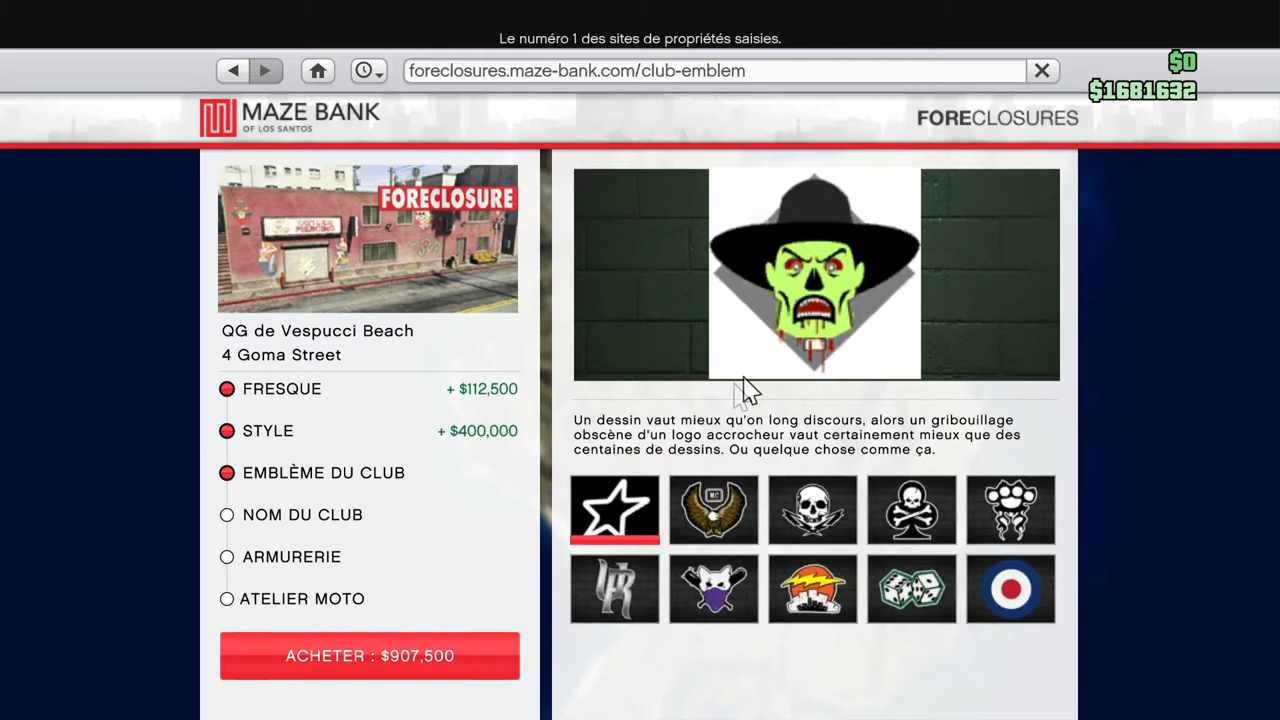 Le numéro 1 des sites de propriétés saisies.
foreclosures.maze-bank.com/club-emblem
$0
$1681632
MAZE BANK
OF LOS SANTOS
FORECLOSURES
FORECLOSURE
QG de Vespucci Beach
4 Goma Street
FRESQUE + $112,500
STYLE + $400,000
EMBLÈME DU CLUB
NOM DU CLUB
ARMURERIE
ATELIER MOTO
ACHETER : $907,500
Un dessin vaut mieux qu'on long discours, alors un gribouillage
obscène d'un logo accrocheur vaut certainement mieux que des
centaines de dessins. Ou quelque chose comme ça.
MC